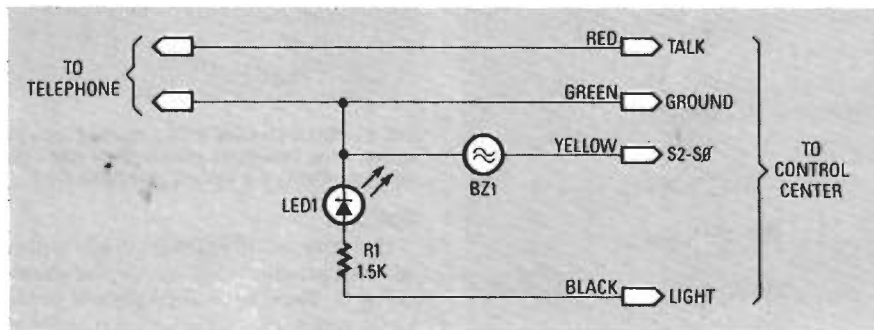 RED
TALK
TO
TELEPHONE
GREEN
GROUND
YELLOW
S2-SØ
BZ1
TO
CONTROL
CENTER
LED1
R1
1.5K
BLACK
LIGHT